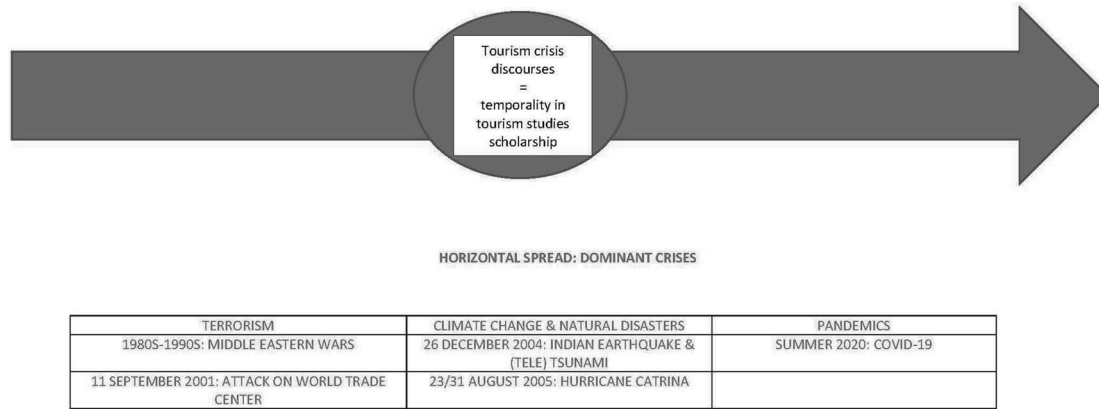 Tourism crisis
discourses
=
temporality in
tourism studies
scholarship
HORIZONTAL SPREAD: DOMINANT CRISES
TERRORISM
CLIMATE CHANGE & NATURAL DISASTERS
PANDEMICS
1980S-1990S: MIDDLE EASTERN WARS
26 DECEMBER 2004: INDIAN EARTHQUAKE &
(TELE) TSUNAMI
SUMMER 2020: COVID-19
11 SEPTEMBER 2001: ATTACK ON WORLD TRADE
CENTER
23/31 AUGUST 2005: HURRICANE CATRINA